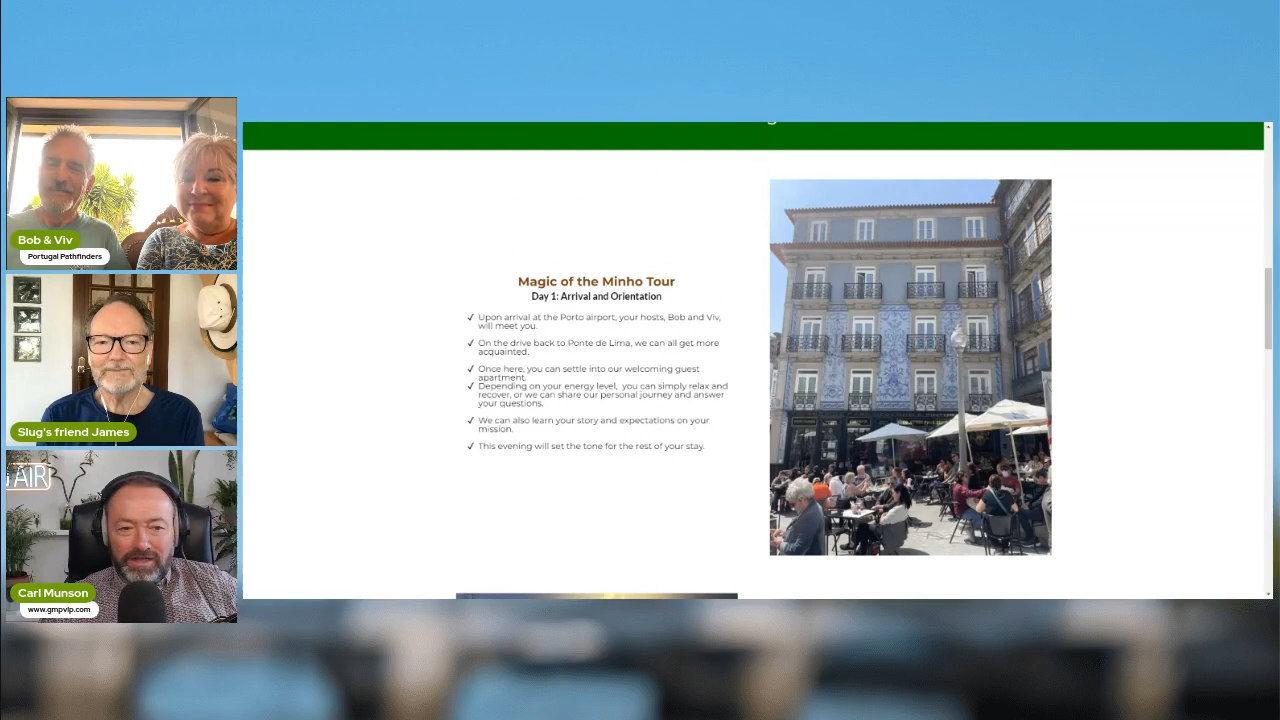 Bob & Viv
Portugal Pathfinders
Slug's friend James
AIR
Carl Munson
www.gmpvip.com
Magic of the Minho Tour
Day 1: Arrival and Orientation
✓ Upon arrival at the Porto airport, your hosts, Bob and Viv,
will meet you.
✓ On the drive back to Ponte de Lima, we can all get more
acquainted.
✓ Once here, you can settle into our welcoming guest
apartment.
✓ Depending on your energy level, you can simply relax and
recover, or we can share our personal journey and answer
your questions.
✓ We can also learn your story and expectations on your
mission.
✓ This evening will set the tone for the rest of your stay.